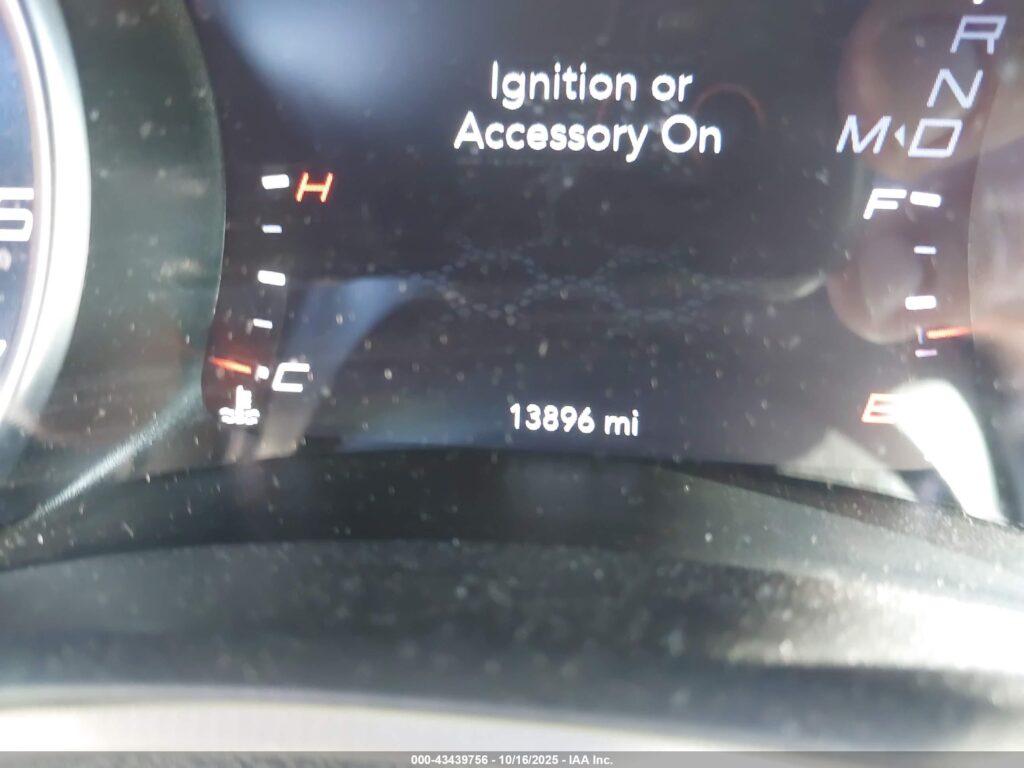 Ignition or
Accessory On
R
N
M◂D
H
F
C
E
13896 mi
000-43439756 - 10/16/2025 - IAA Inc.